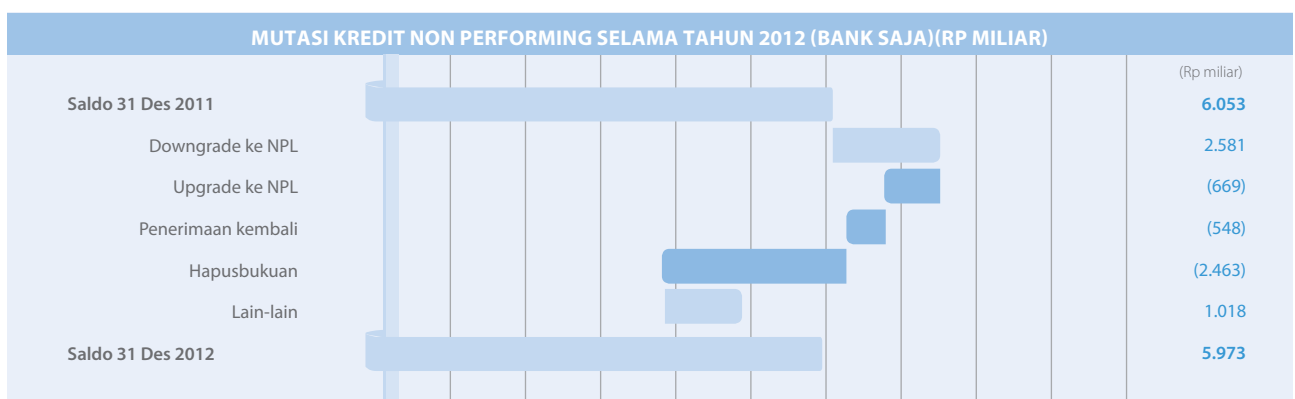 MUTASI KREDIT NON PERFORMING SELAMA TAHUN 2012 (BANK SAJA)(RP MILIAR)
(Rp miliar)
Saldo 31 Des 2011 6.053
Downgrade ke NPL 2.581
Upgrade ke NPL (669)
Penerimaan kembali (548)
Hapusbukuan (2.463)
Lain-lain 1.018
Saldo 31 Des 2012 5.973